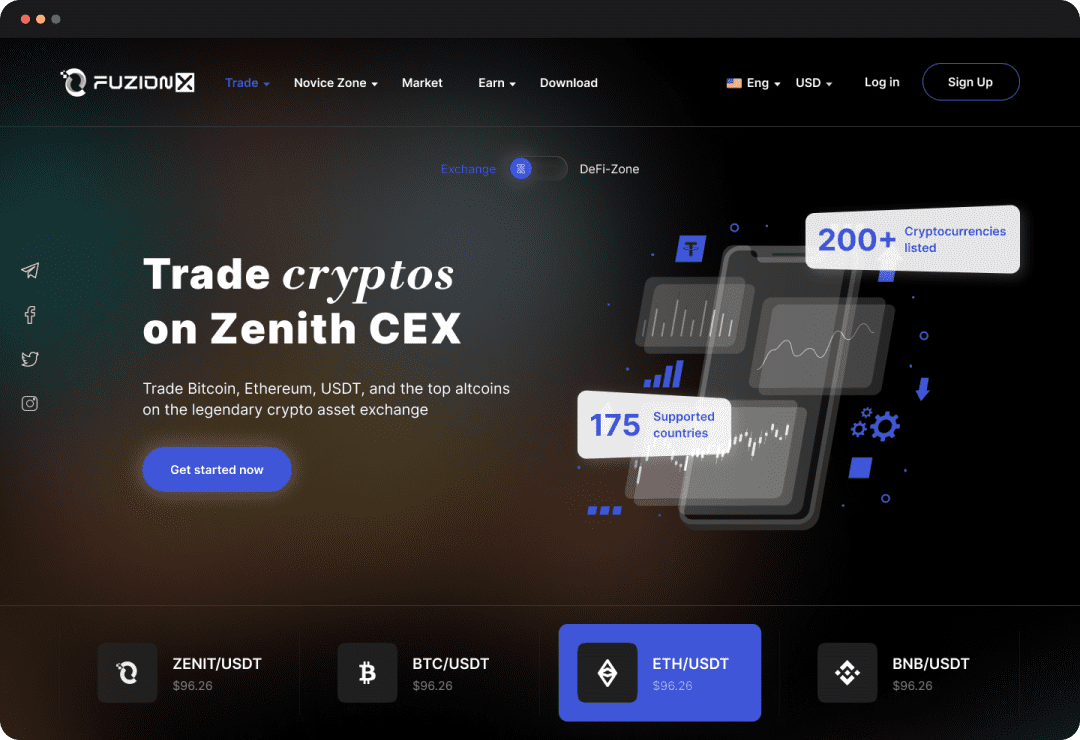 FUZIONX
Trade
Novice Zone
Market
Earn
Download
Eng
USD
Log in
Sign Up
Exchange
DeFi-Zone
Trade cryptos
on Zenith CEX
Trade Bitcoin, Ethereum, USDT, and the top altcoins
on the legendary crypto asset exchange
Get started now
200+
Cryptocurrencies
listed
175
Supported
countries
ZENIT/USDT
$96.26
BTC/USDT
$96.26
ETH/USDT
$96.26
BNB/USDT
$96.26